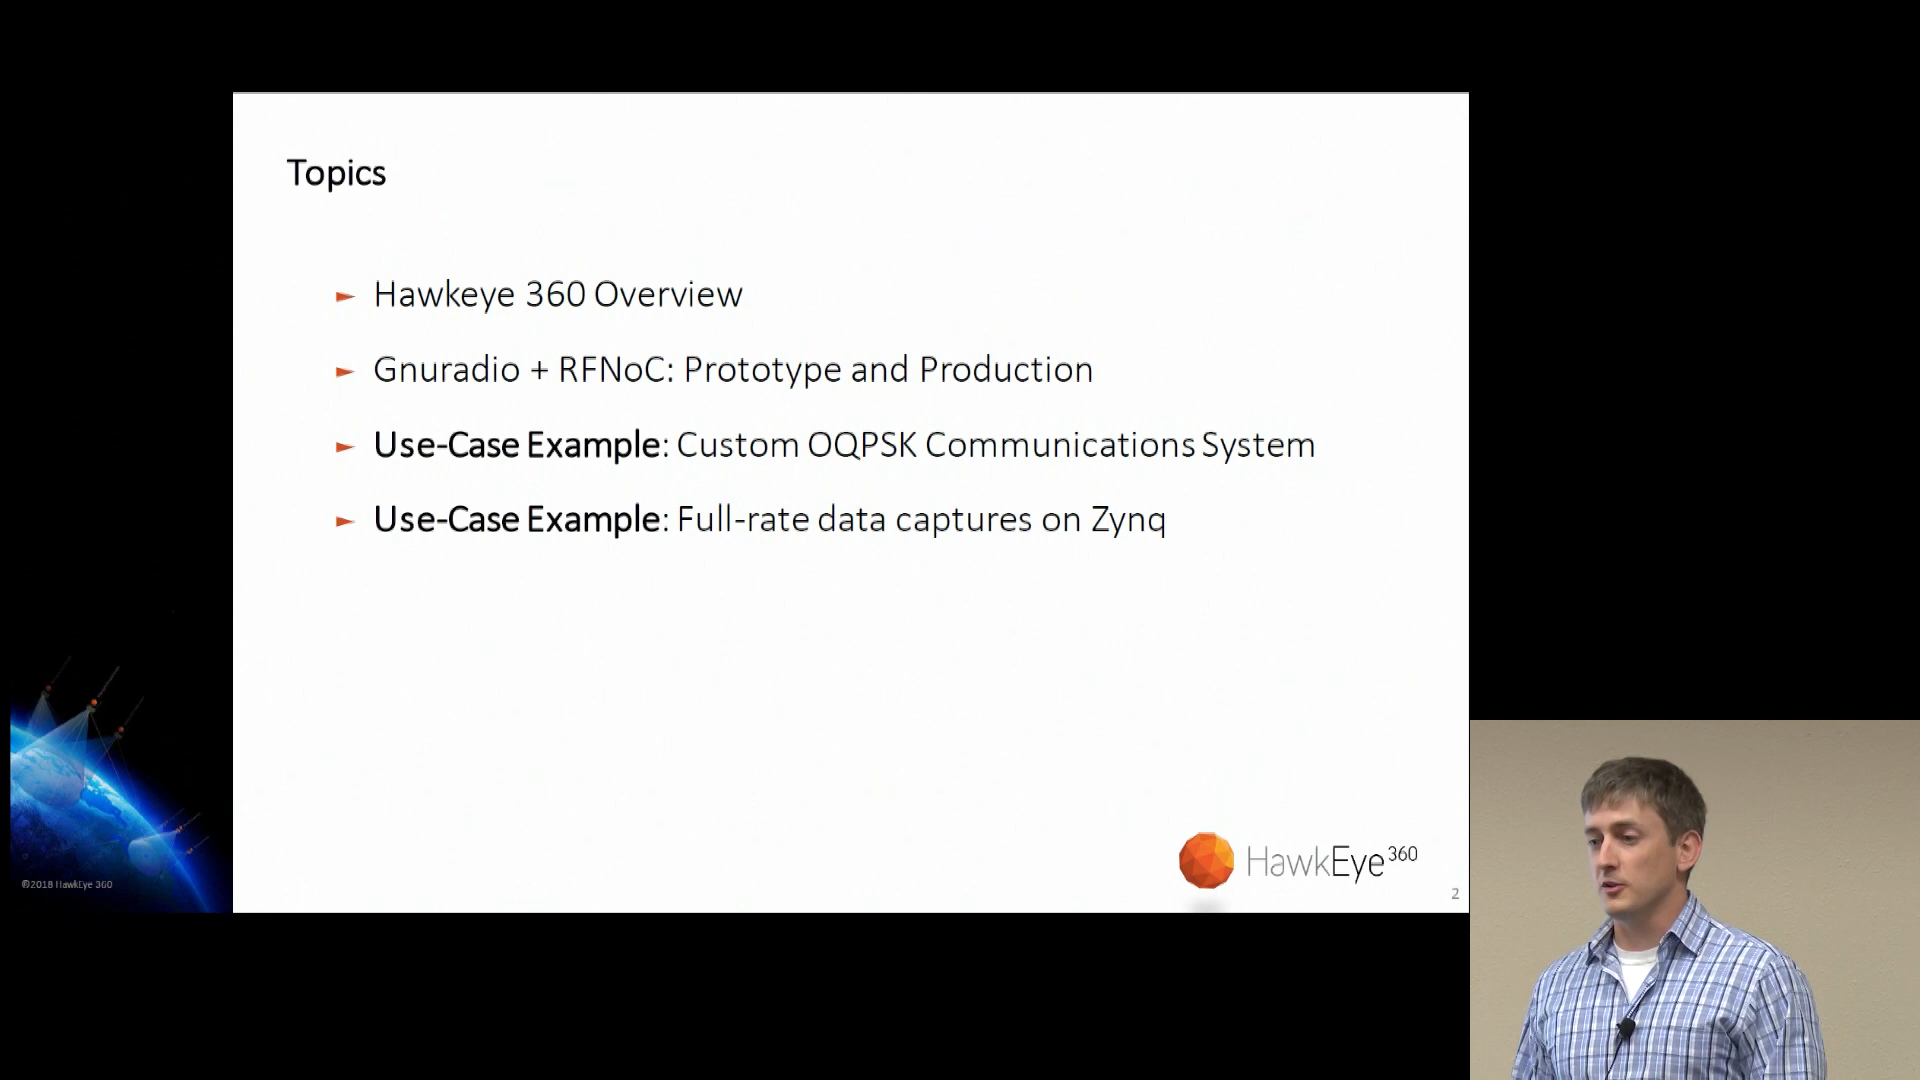 Topics
► Hawkeye 360 Overview
► Gnuradio + RFNoC: Prototype and Production
► Use-Case Example: Custom OQPSK Communications System
► Use-Case Example: Full-rate data captures on Zynq
HawkEye360
2
©2018 HawkEye 360